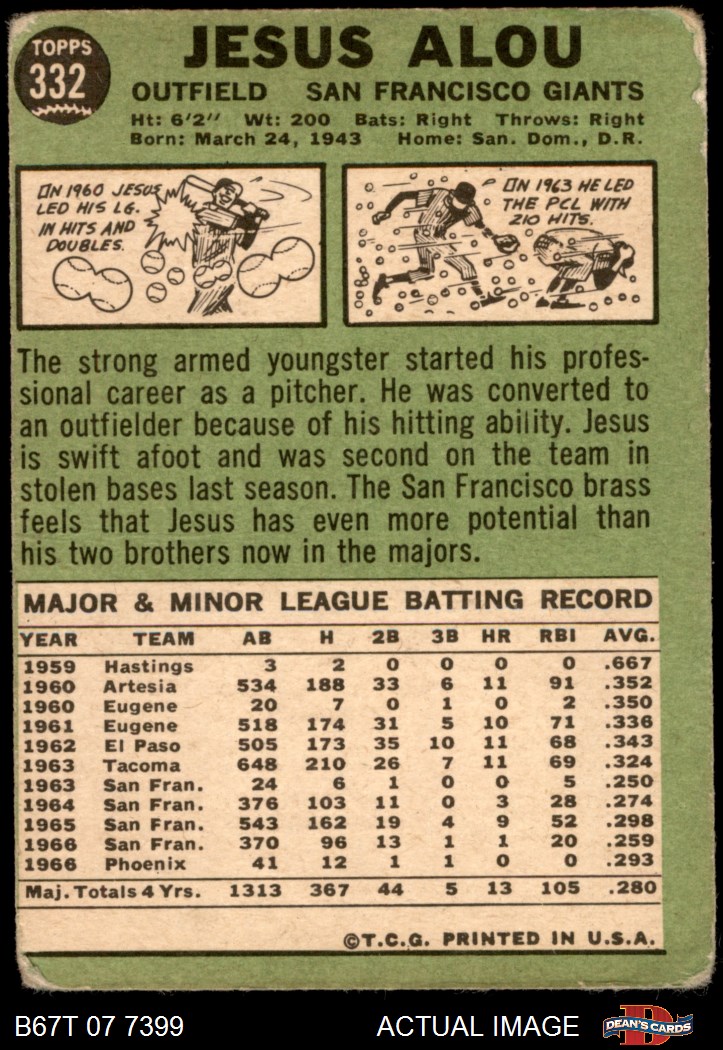 TOPPS
332
JESUS ALOU
OUTFIELD SAN FRANCISCO GIANTS
Ht: 6'2" Wt: 200 Bats: Right Throws: Right
Born: March 24, 1943 Home: San. Dom., D.R.
IN 1960 JESUS
LED HIS LG.
IN HITS AND
DOUBLES.
IN 1963 HE LED
THE PCL WITH
210 HITS.
The strong armed youngster started his profes-
sional career as a pitcher. He was converted to
an outfielder because of his hitting ability. Jesus
is swift afoot and was second on the team in
stolen bases last season. The San Francisco brass
feels that Jesus has even more potential than
his two brothers now in the majors.
MAJOR & MINOR LEAGUE BATTING RECORD
YEAR TEAM AB H 2B 3B HR RBI AVG.
1959 Hastings 3 2 0 0 0 0 .667
1960 Artesia 534 188 33 6 11 91 .352
1960 Eugene 20 7 0 1 0 2 .350
1961 Eugene 518 174 31 5 10 71 .336
1962 El Paso 505 173 35 10 11 68 .343
1963 Tacoma 648 210 26 7 11 69 .324
1963 San Fran. 24 6 1 0 0 5 .250
1964 San Fran. 376 103 11 0 3 28 .274
1965 San Fran. 543 162 19 4 9 52 .298
1966 San Fran. 370 96 13 1 1 20 .259
1966 Phoenix 41 12 1 1 0 0 .293
Maj. Totals 4 Yrs. 1313 367 44 5 13 105 .280
©T.C.G. PRINTED IN U.S.A.
B67T 07 7399 ACTUAL IMAGE
D
DEAN'S CARDS